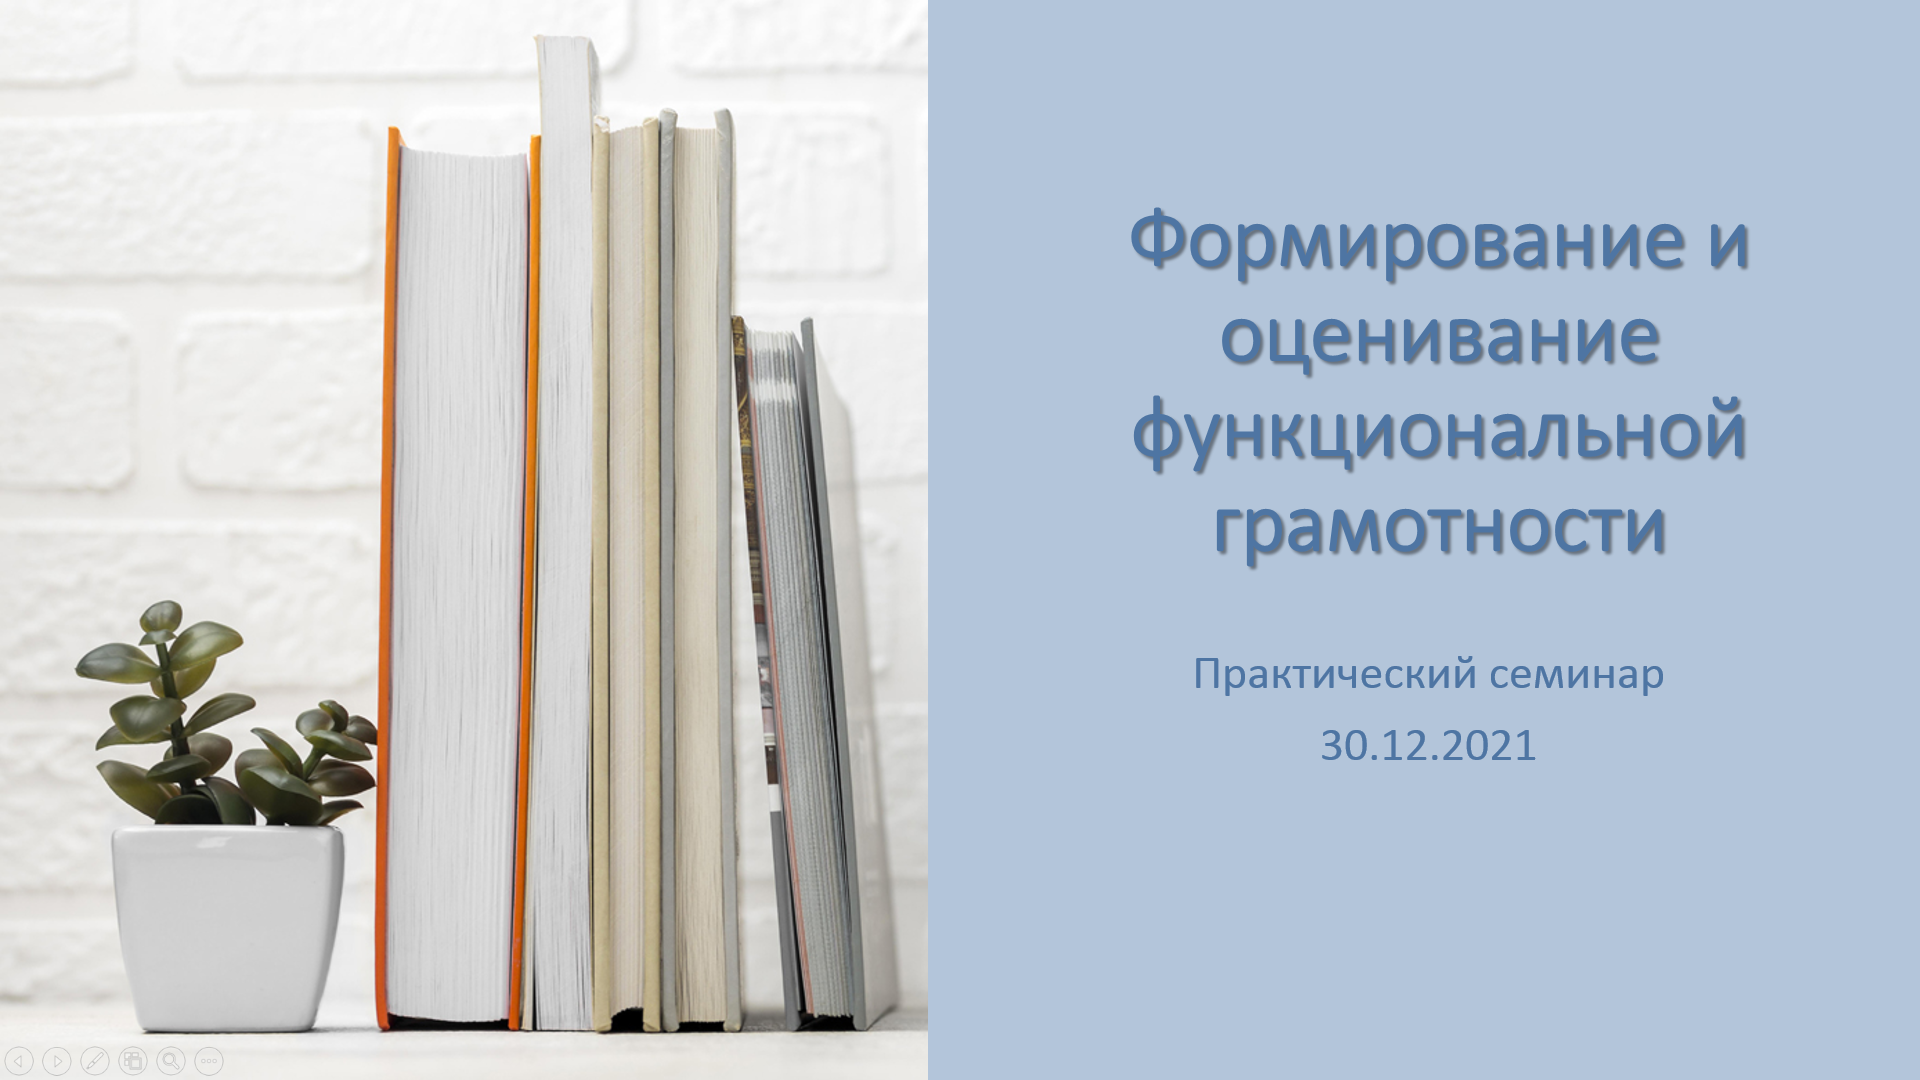 Формирование и
оценивание
функциональной
грамотности
Практический семинар
30.12.2021